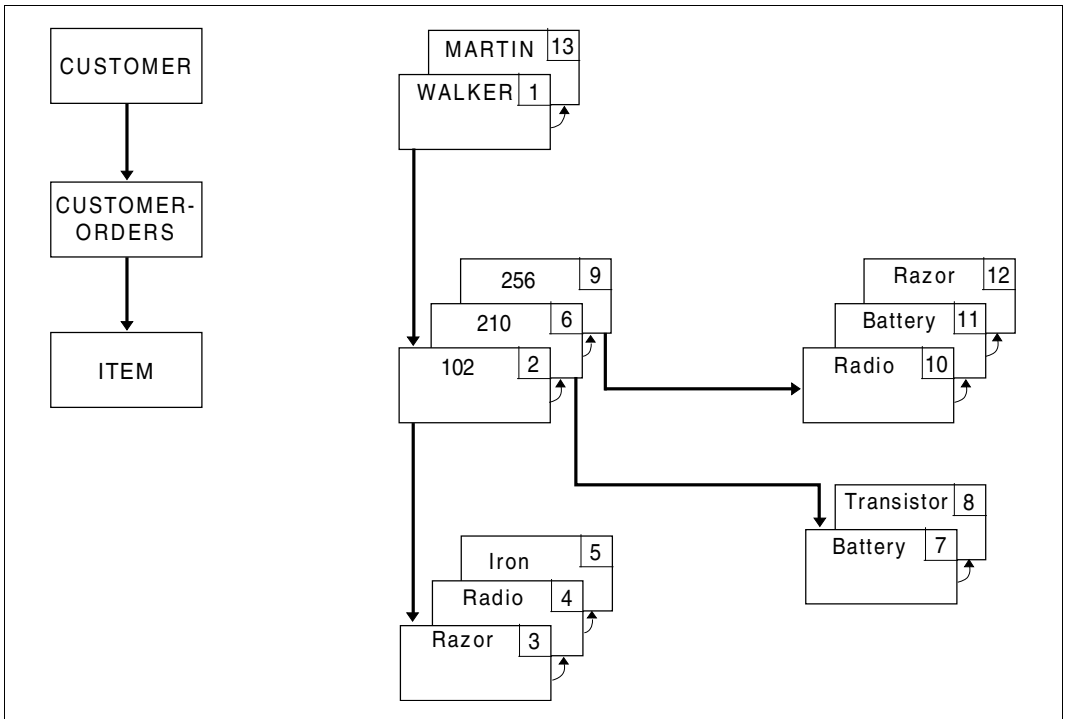 CUSTOMER
CUSTOMER-
ORDERS
ITEM
MARTIN 13
WALKER 1
256 9
210 6
102 2
Razor 12
Battery 11
Radio 10
Transistor 8
Battery 7
Iron 5
Radio 4
Razor 3